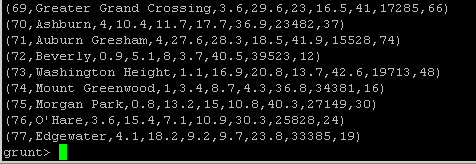 (69,Greater Grand Crossing,3.6,29.6,23,16.5,41,17285,66)
(70,Ashburn,4,10.4,11.7,17.7,36.9,23482,37)
(71,Auburn Gresham,4,27.6,28.3,18.5,41.9,15528,74)
(72,Beverly,0.9,5.1,8,3.7,40.5,39523,12)
(73,Washington Height,1.1,16.9,20.8,13.7,42.6,19713,48)
(74,Mount Greenwood,1,3.4,8.7,4.3,36.8,34381,16)
(75,Morgan Park,0.8,13.2,15,10.8,40.3,27149,30)
(76,O'Hare,3.6,15.4,7.1,10.9,30.3,25828,24)
(77,Edgewater,4.1,18.2,9.2,9.7,23.8,33385,19)
grunt>